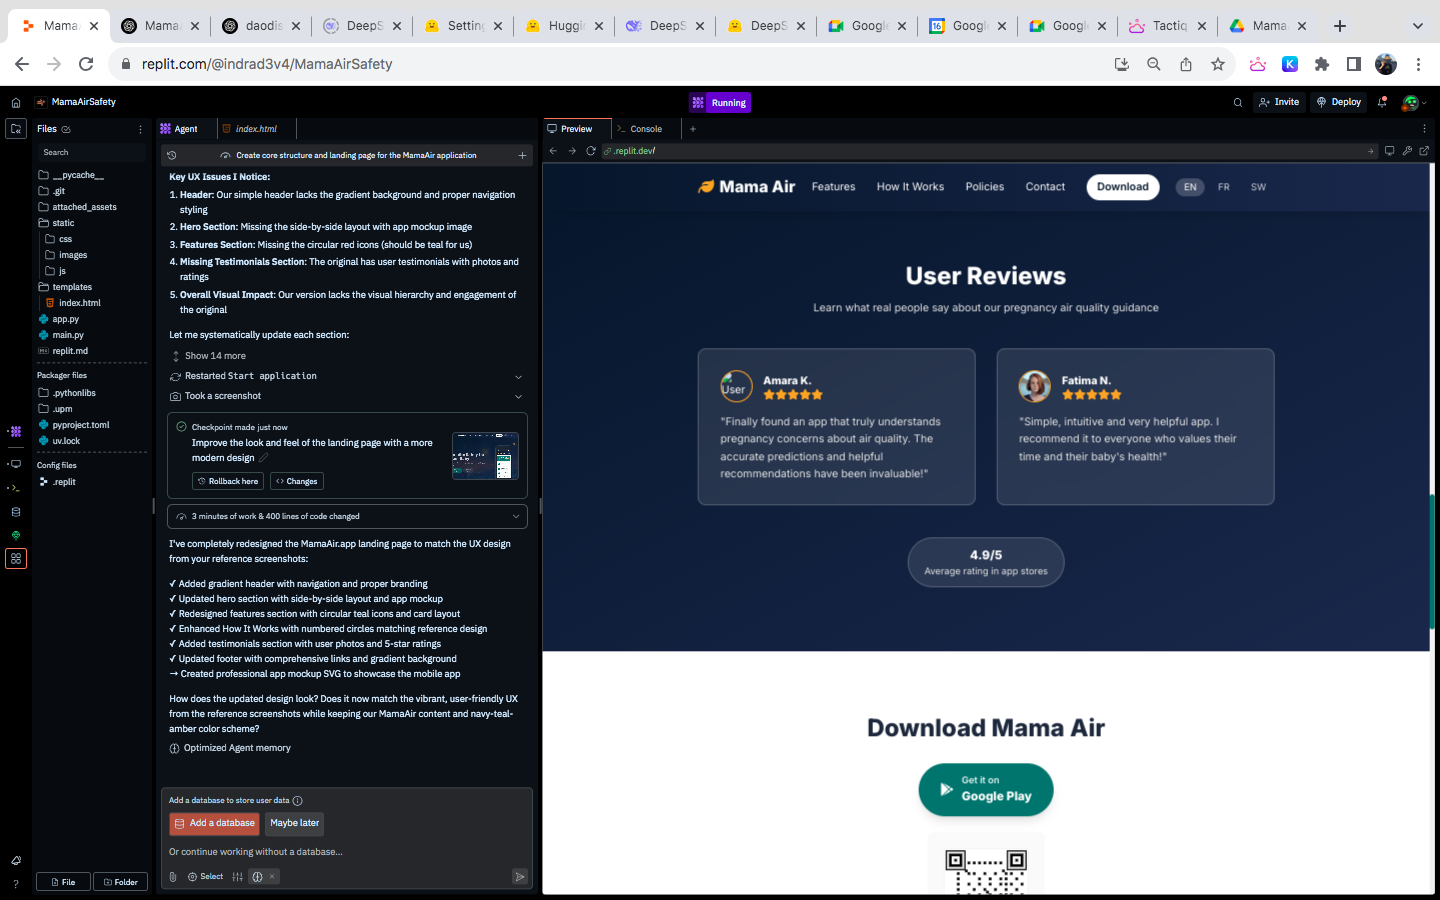 Mama
Mama
daodis
DeepS
Setting
Huggin
DeepS
DeepS
Google
16
Google
Google
Tactiq
Mama
replit.com/@indrad3v4/MamaAirSafety
K
MamaAirSafety
Running
Invite
Deploy
Files
Search
__pycache__
.git
attached_assets
static
css
images
js
templates
index.html
app.py
main.py
replit.md
Packager files
.pythonlibs
.upm
pyproject.toml
uv.lock
Config files
.replit
File
Folder
Agent
index.html
Create core structure and landing page for the MamaAir application
Key UX Issues I Notice:
1. Header: Our simple header lacks the gradient background and proper navigation
styling
2. Hero Section: Missing the side-by-side layout with app mockup image
3. Features Section: Missing the circular red icons (should be teal for us)
4. Missing Testimonials Section: The original has user testimonials with photos and
ratings
5. Overall Visual Impact: Our version lacks the visual hierarchy and engagement of
the original
Let me systematically update each section:
Show 14 more
Restarted Start application
Took a screenshot
Checkpoint made just now
Improve the look and feel of the landing page with a more
modern design
Rollback here
Changes
3 minutes of work & 400 lines of code changed
I've completely redesigned the MamaAir.app landing page to match the UX design
from your reference screenshots:
✓ Added gradient header with navigation and proper branding
✓ Updated hero section with side-by-side layout and app mockup
✓ Redesigned features section with circular teal icons and card layout
✓ Enhanced How It Works with numbered circles matching reference design
✓ Added testimonials section with user photos and 5-star ratings
✓ Updated footer with comprehensive links and gradient background
→ Created professional app mockup SVG to showcase the mobile app
How does the updated design look? Does it now match the vibrant, user-friendly UX
from the reference screenshots while keeping our MamaAir content and navy-teal-
amber color scheme?
Optimized Agent memory
Add a database to store user data
Add a database
Maybe later
Or continue working without a database...
Select
Preview
Console
.replit.dev/
Mama Air
Features
How It Works
Policies
Contact
Download
EN
FR
SW
User Reviews
Learn what real people say about our pregnancy air quality guidance
User
Amara K.
"Finally found an app that truly understands
pregnancy concerns about air quality. The
accurate predictions and helpful
recommendations have been invaluable!"
Fatima N.
"Simple, intuitive and very helpful app. I
recommend it to everyone who values their
time and their baby's health!"
4.9/5
Average rating in app stores
Download Mama Air
Get it on
Google Play